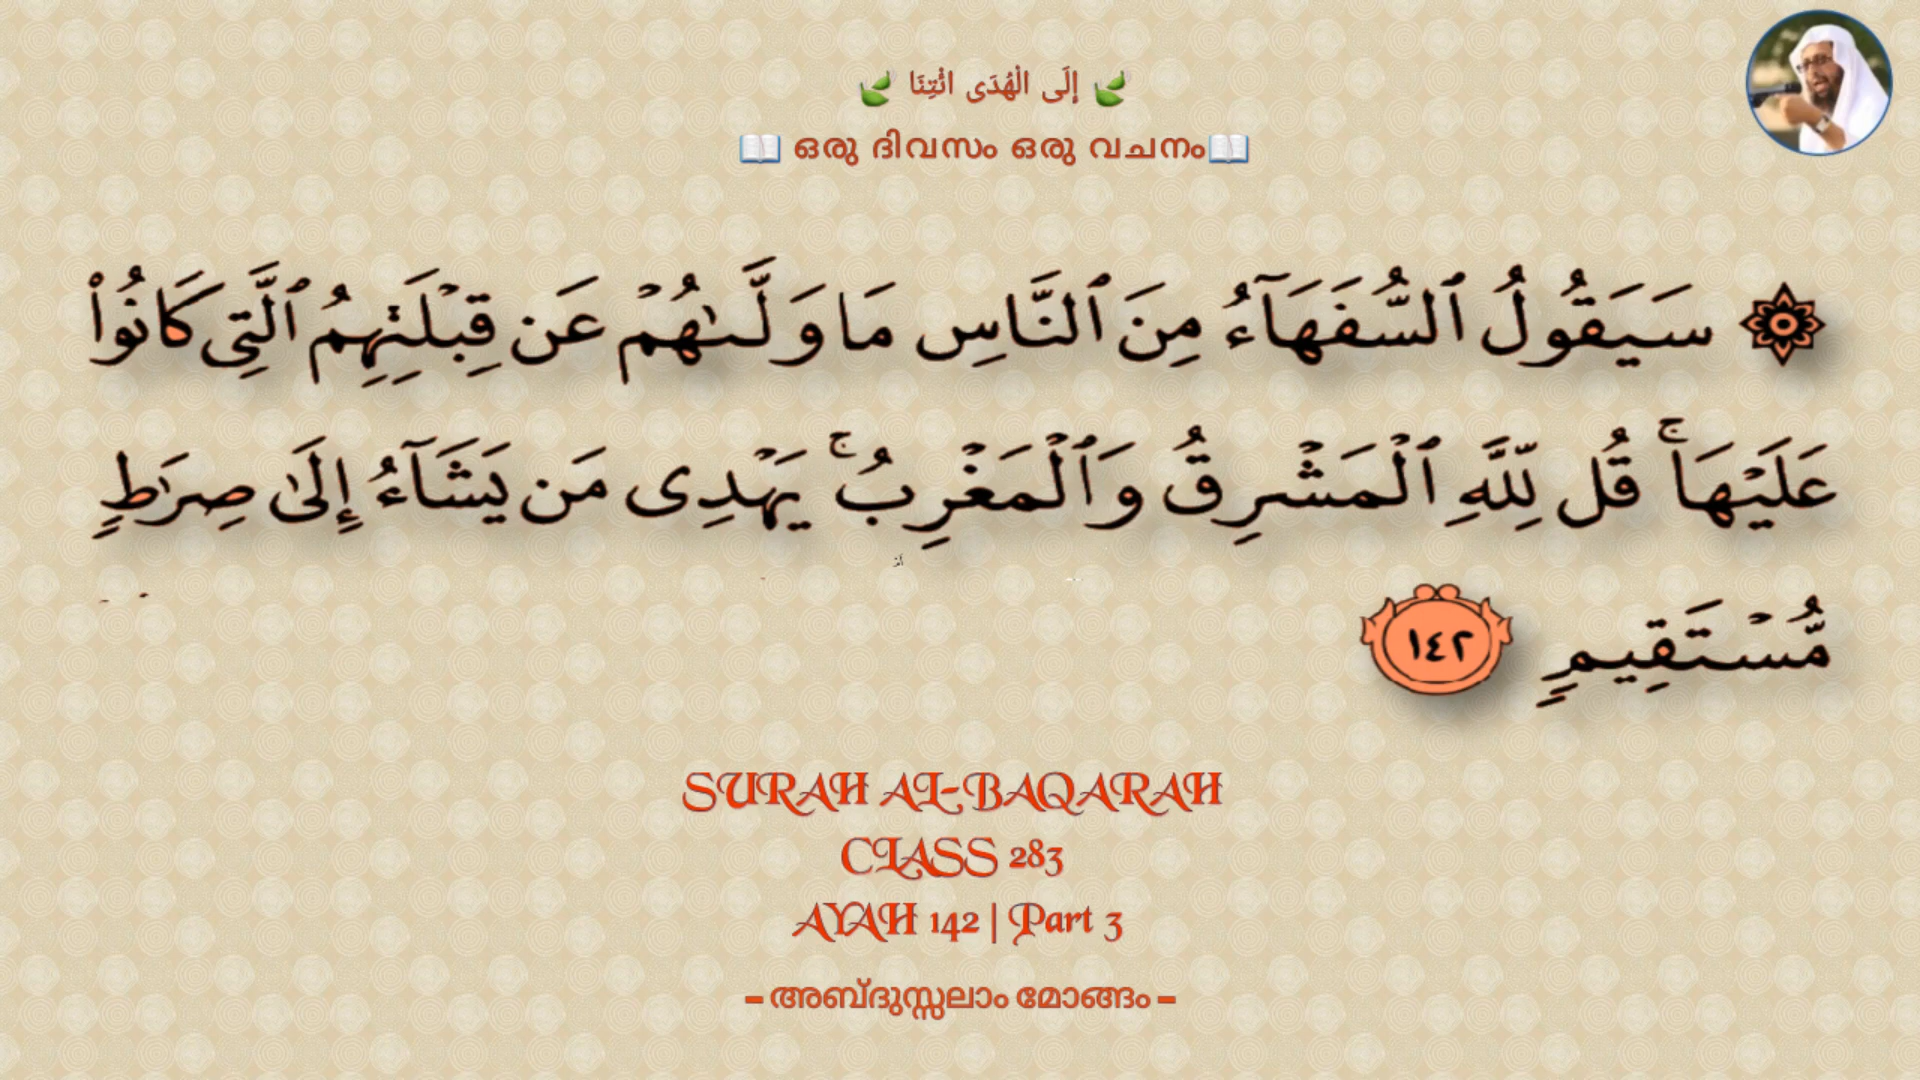 🍃 إلَى الْهُدَى ائْتِنَا 🍃
📖 ഒരു ദിവസം ഒരു വചനം📖
۞ سَيَقُولُ ٱلسُّفَهَآءُ مِنَ ٱلنَّاسِ مَا وَلَّىٰهُمْ عَن قِبْلَتِهِمُ ٱلَّتِى كَانُوا۟
عَلَيْهَا ۚ قُل لِّلَّهِ ٱلْمَشْرِقُ وَٱلْمَغْرِبُ ۚ يَهْدِى مَن يَشَآءُ إِلَىٰ صِرَٰطٍ
مُّسْتَقِيمٍ ١٤٢
SURAH AL-BAQARAH
CLASS 283
AYAH 142 | Part 3
- അബ്ദുസ്സലാം മോങ്ങം -